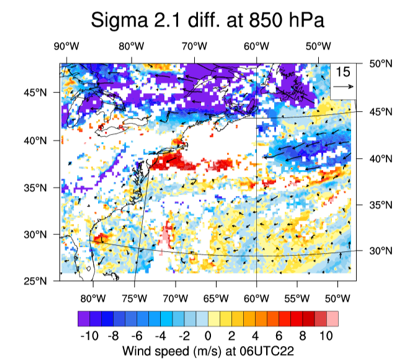 Sigma 2.1 diff. at 850 hPa
90°W 80°W 70°W 60°W 50°W
15
50°N
45°N 45°N
40°N 40°N
35°N 35°N
30°N 30°N
25°N
80°W 75°W 70°W 65°W 60°W 55°W 50°W
-10 -8 -6 -4 -2 0 2 4 6 8 10
Wind speed (m/s) at 06UTC22